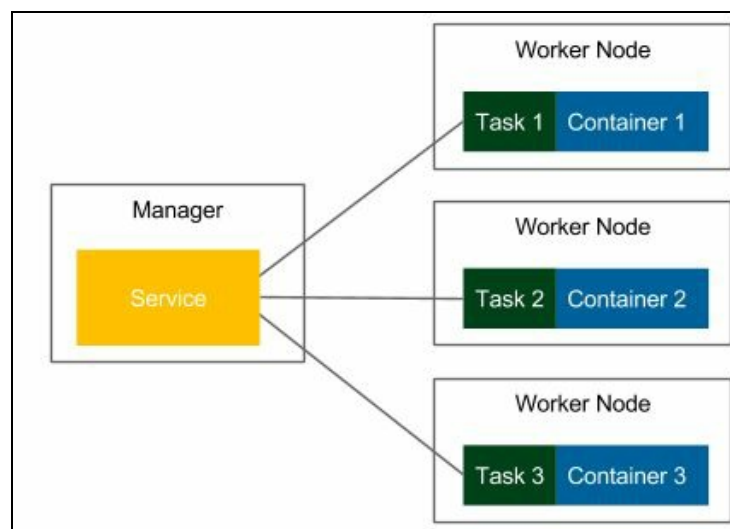 Worker Node
Task 1 Container 1
Manager
Service
Worker Node
Task 2 Container 2
Worker Node
Task 3 Container 3